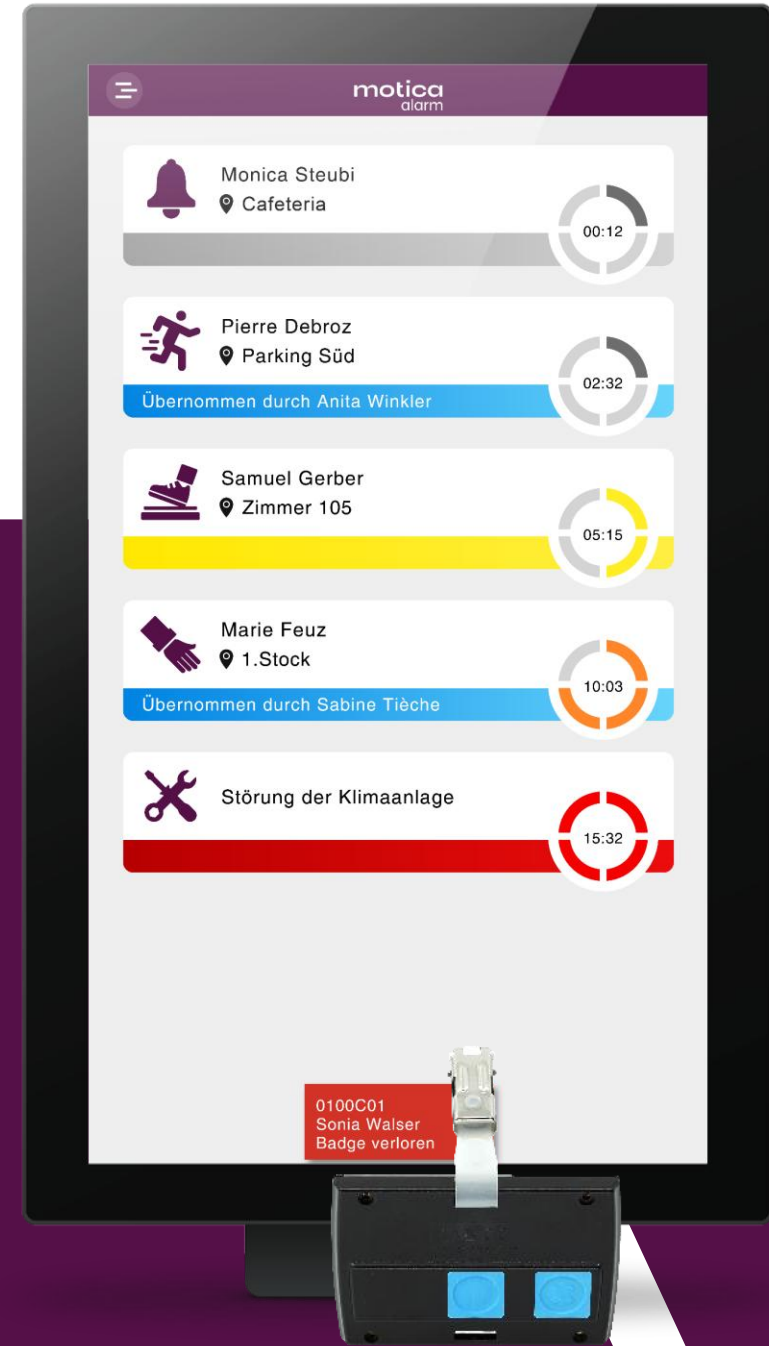 motica
alarm
Monica Steubi
Cafeteria
00:12
Pierre Debroz
Parking Süd
02:32
Übernommen durch Anita Winkler
Samuel Gerber
Zimmer 105
05:15
Marie Feuz
1.Stock
10:03
Übernommen durch Sabine Tièche
Störung der Klimaanlage
15:32
0100C01
Sonia Walser
Badge verloren